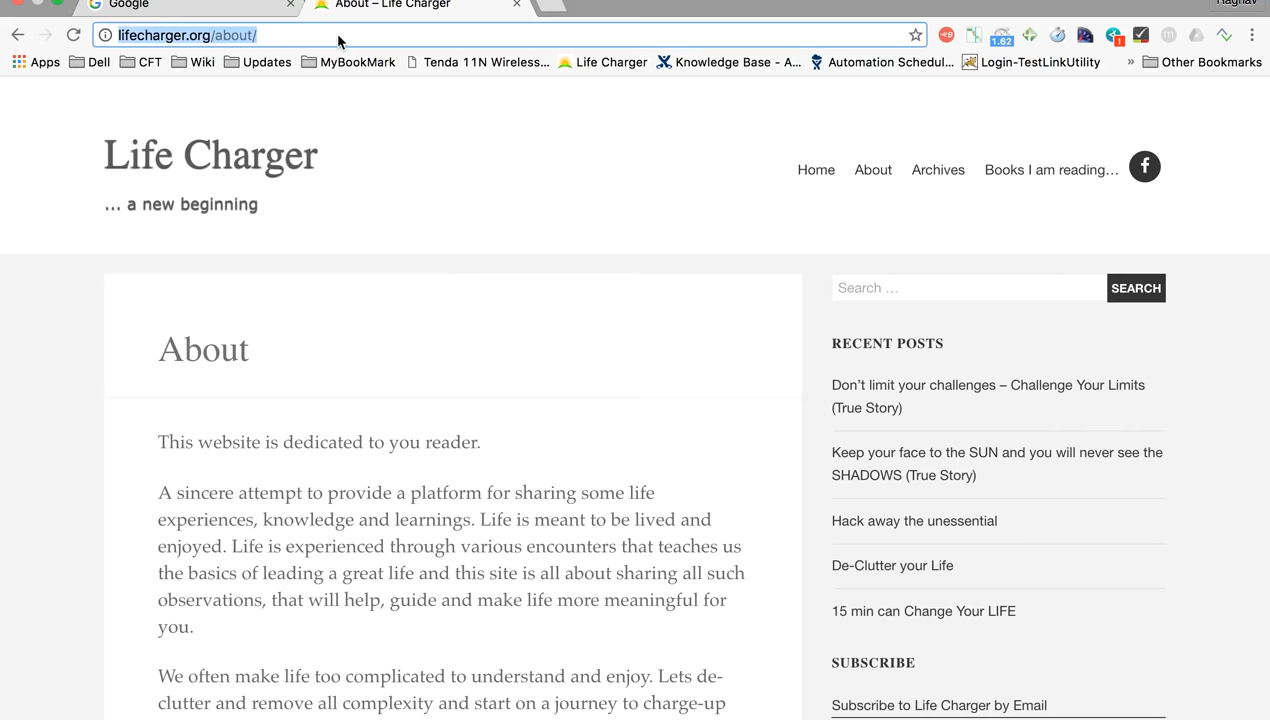 Google
About – Life Charger
Raghav
lifecharger.org/about/
1.62
1
Apps Dell CFT Wiki Updates MyBookMark Tenda 11N Wireless... Life Charger Knowledge Base - A... Automation Schedul... Login-TestLinkUtility » Other Bookmarks
Life Charger
... a new beginning
Home About Archives Books I am reading...
Search ...
SEARCH
About
This website is dedicated to you reader.
A sincere attempt to provide a platform for sharing some life
experiences, knowledge and learnings. Life is meant to be lived and
enjoyed. Life is experienced through various encounters that teaches us
the basics of leading a great life and this site is all about sharing all such
observations, that will help, guide and make life more meaningful for
you.
We often make life too complicated to understand and enjoy. Lets de-
clutter and remove all complexity and start on a journey to charge-up
RECENT POSTS
Don't limit your challenges – Challenge Your Limits
(True Story)
Keep your face to the SUN and you will never see the
SHADOWS (True Story)
Hack away the unessential
De-Clutter your Life
15 min can Change Your LIFE
SUBSCRIBE
Subscribe to Life Charger by Email